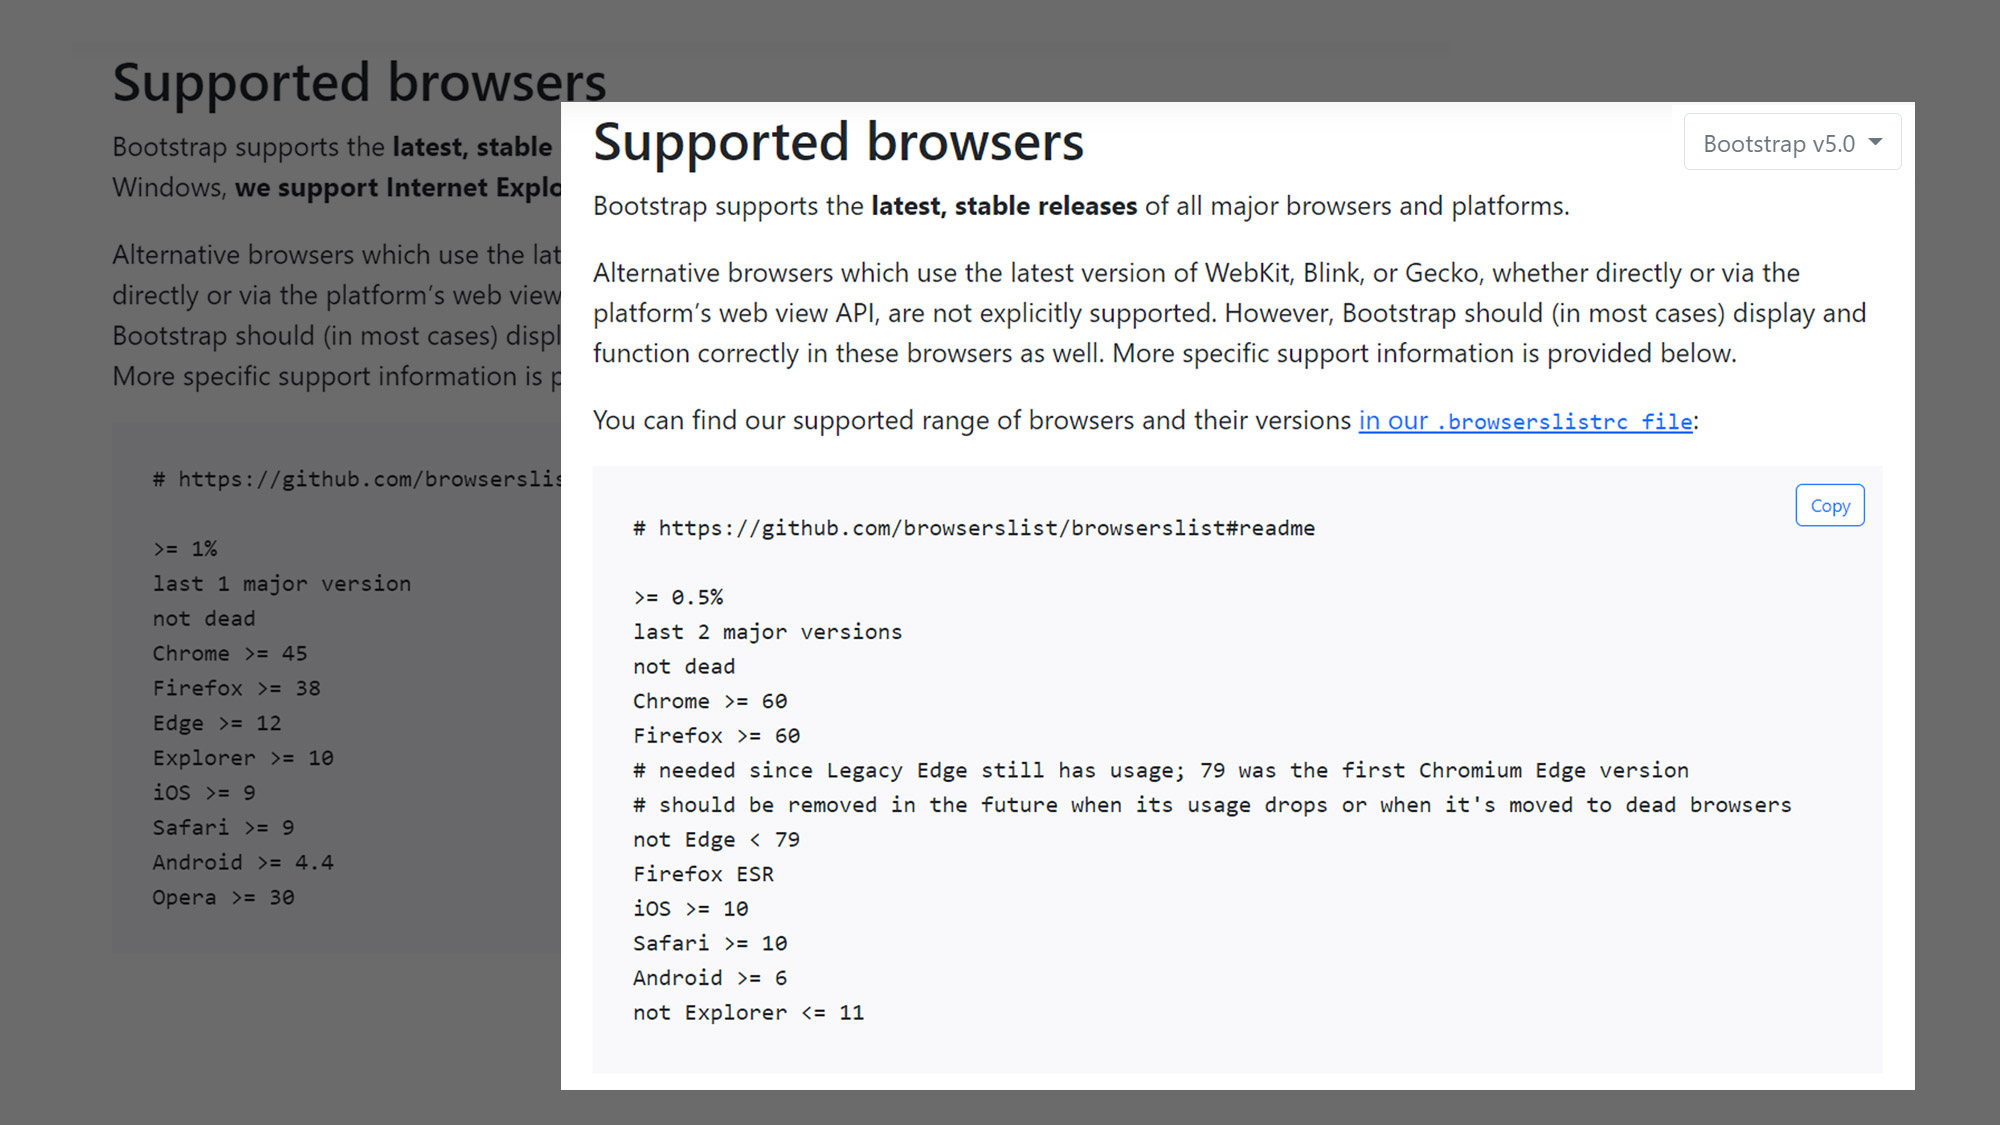 Supported browsers
Bootstrap supports the latest, stable
Windows, we support Internet Explo
Alternative browsers which use the lat
directly or via the platform’s web view
Bootstrap should (in most cases) displ
More specific support information is p
# https://github.com/browserslis
>= 1%
last 1 major version
not dead
Chrome >= 45
Firefox >= 38
Edge >= 12
Explorer >= 10
iOS >= 9
Safari >= 9
Android >= 4.4
Opera >= 30
Supported browsers
Bootstrap v5.0
Bootstrap supports the latest, stable releases of all major browsers and platforms.
Alternative browsers which use the latest version of WebKit, Blink, or Gecko, whether directly or via the
platform’s web view API, are not explicitly supported. However, Bootstrap should (in most cases) display and
function correctly in these browsers as well. More specific support information is provided below.
You can find our supported range of browsers and their versions in our .browserslistrc file:
Copy
# https://github.com/browserslist/browserslist#readme
>= 0.5%
last 2 major versions
not dead
Chrome >= 60
Firefox >= 60
# needed since Legacy Edge still has usage; 79 was the first Chromium Edge version
# should be removed in the future when its usage drops or when it's moved to dead browsers
not Edge < 79
Firefox ESR
iOS >= 10
Safari >= 10
Android >= 6
not Explorer <= 11